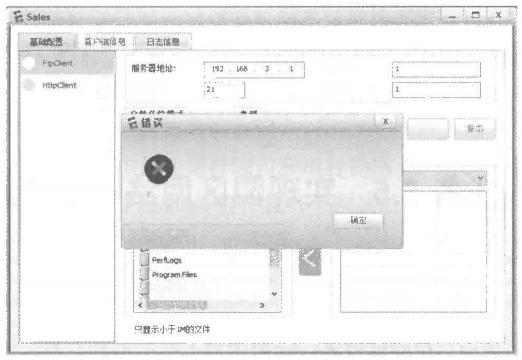 Sales
基础配置 客户端信息 日志信息
FtpClient
HttpClient
服务器地址:
192 . 168 . 3 . 1
1
21
1
错误
确定
PerfLogs
Program Files
只显示小于1M的文件